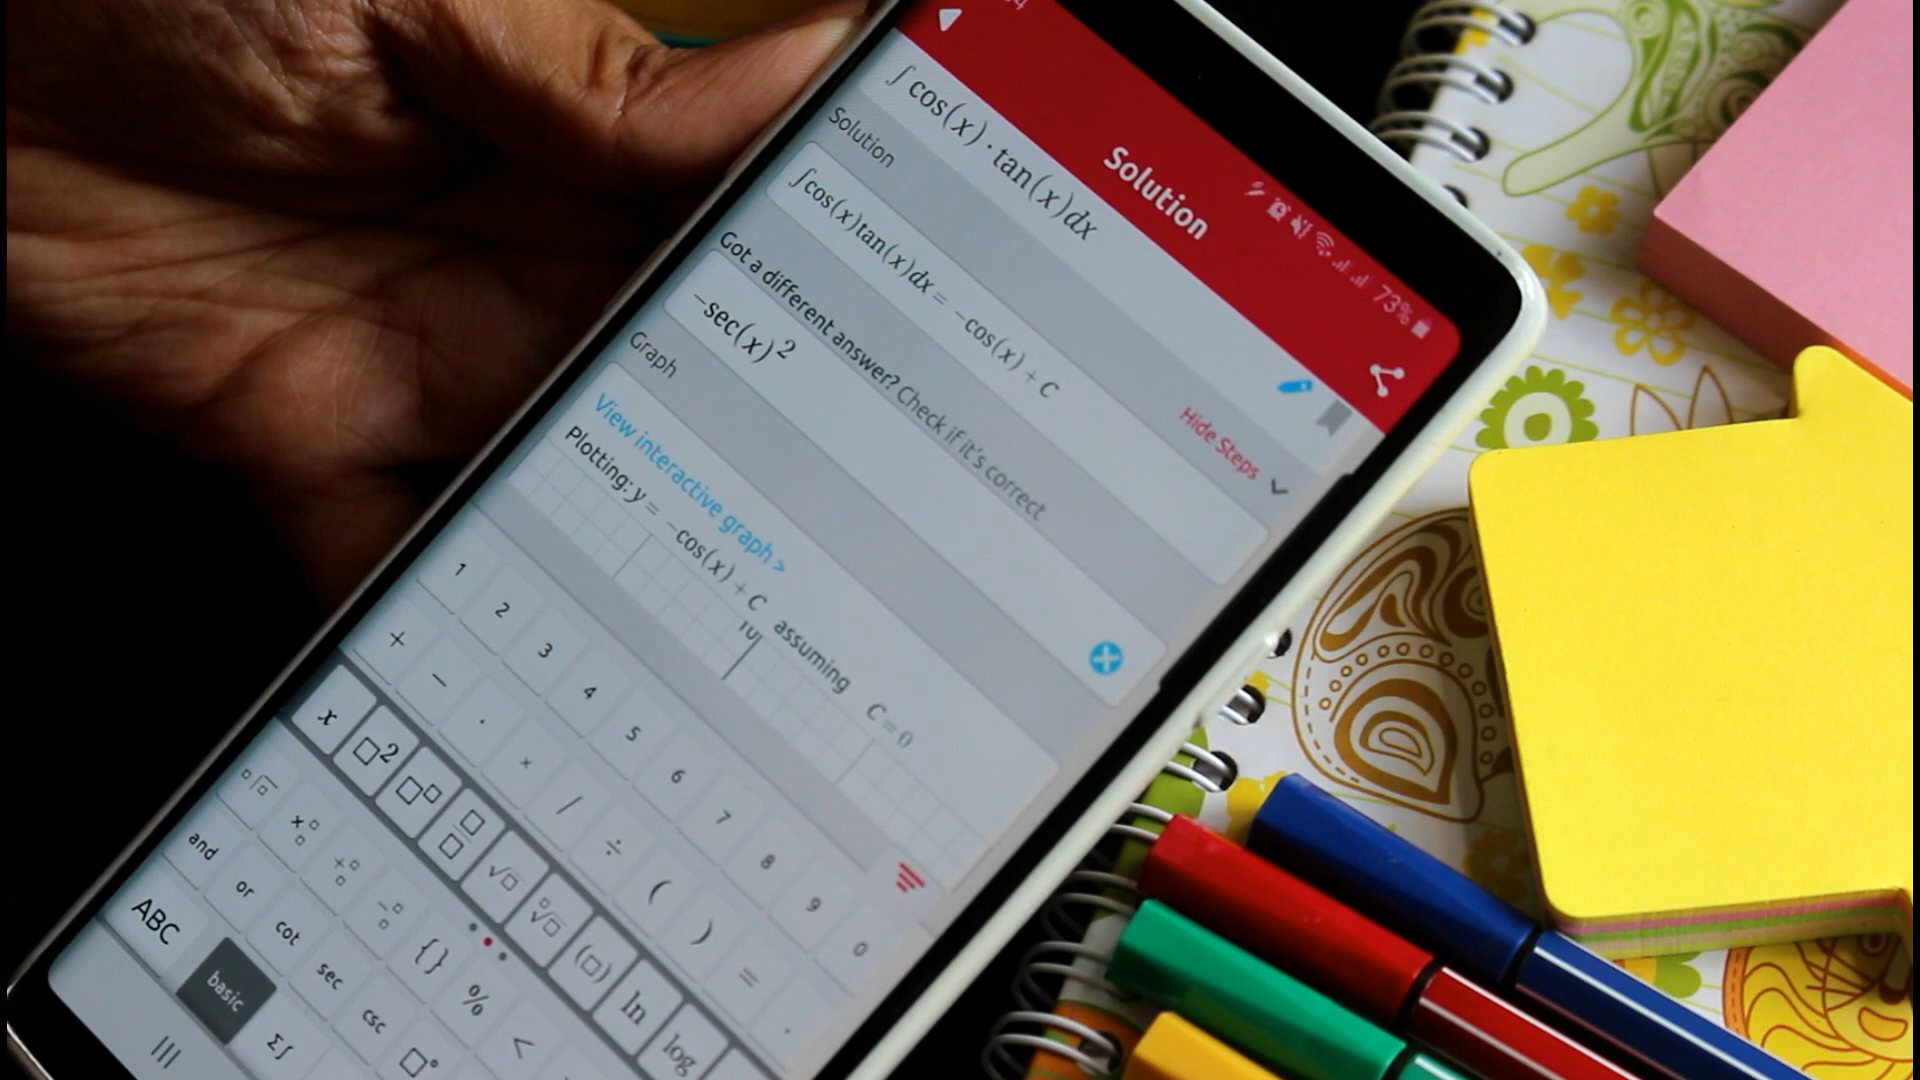 73%
Solution
∫ cos(x) · tan(x)dx
Solution
Hide Steps
∫cos(x)tan(x)dx = −cos(x) + C
Got a different answer? Check if it's correct
−sec(x)²
Graph
View interactive graph >
Plotting: y = −cos(x) + C assuming C = 0
1 2 3 4 5 6 7 8 9 0
+ − · × / ÷ ( ) = .
x □² □^□ □/□ √□ ∛□ (□) ln log
{} % <
and or cot sec csc □°
ABC basic Σ∫